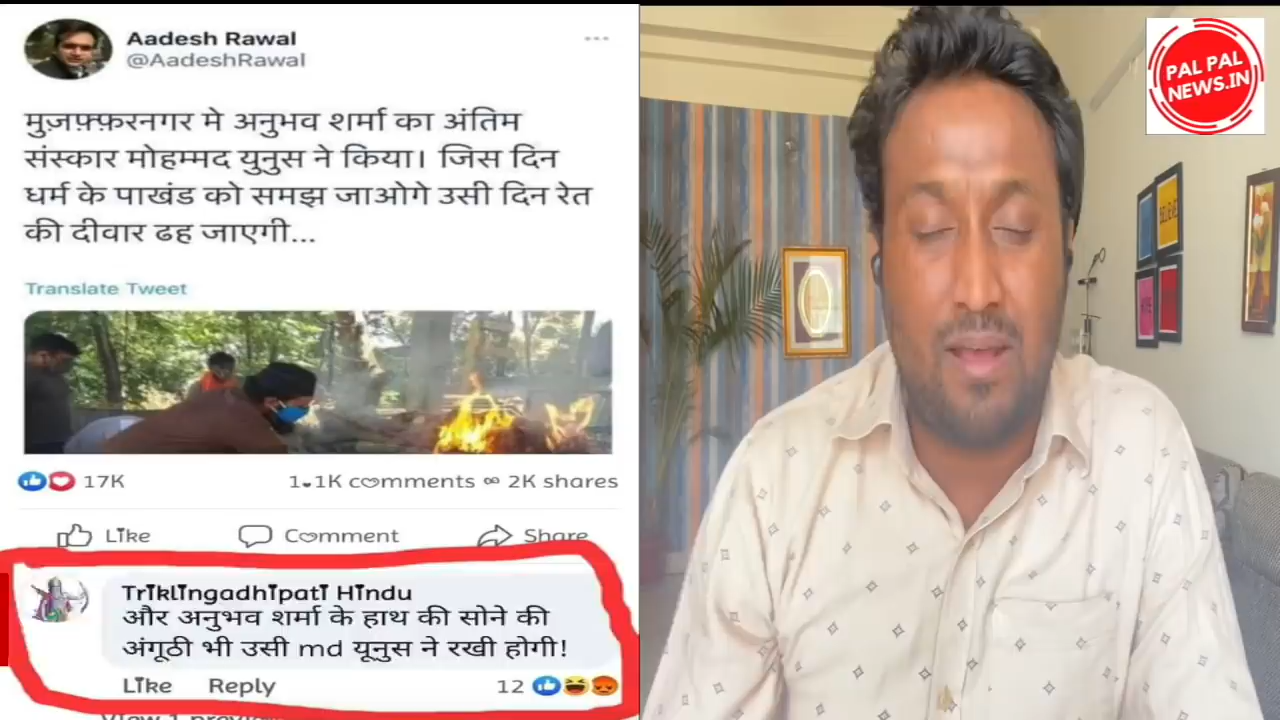 Aadesh Rawal
@AadeshRawal
मुज़फ़्फ़रनगर मे अनुभव शर्मा का अंतिम
संस्कार मोहम्मद युनुस ने किया। जिस दिन
धर्म के पाखंड को समझ जाओगे उसी दिन रेत
की दीवार ढह जाएगी...
Translate Tweet
17K
1.1K comments 2K shares
Like Comment Share
Triklingadhipati Hindu
और अनुभव शर्मा के हाथ की सोने की
अंगूठी भी उसी md यूनुस ने रखी होगी!
Like Reply 12
View 1
PAL PAL
NEWS.IN